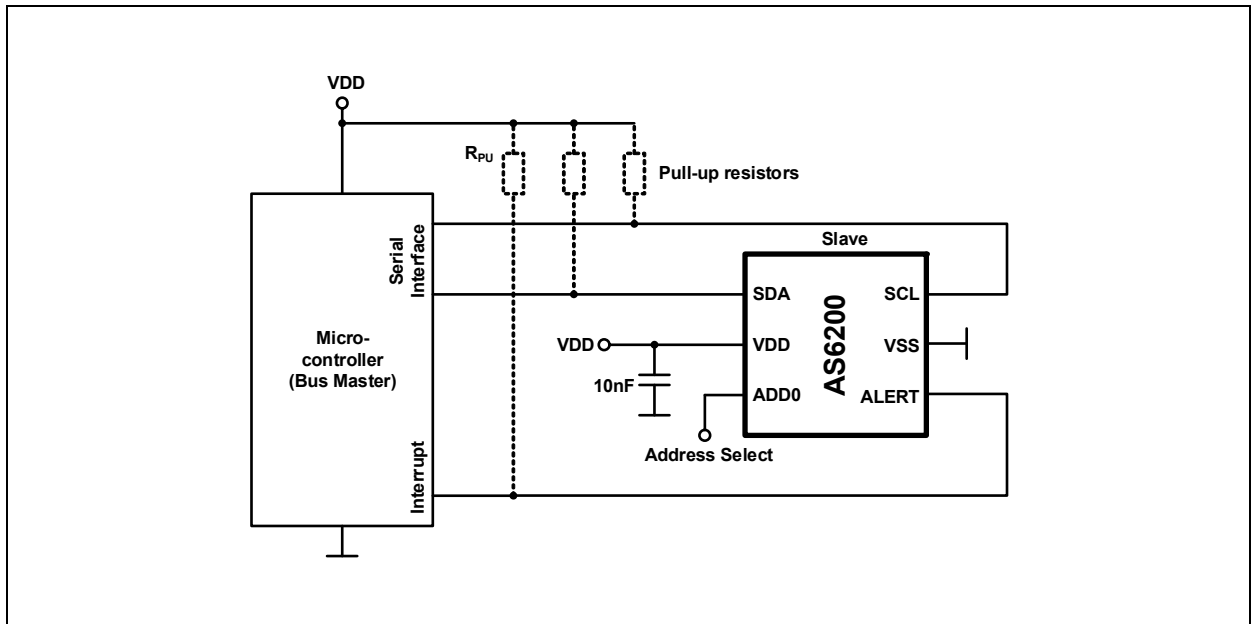 VDD
RPU
Pull-up resistors
Serial
Interface
Slave
SDA
SCL
Micro-
controller
(Bus Master)
VDD
VDD
VSS
AS6200
10nF
ADD0
ALERT
Address Select
Interrupt